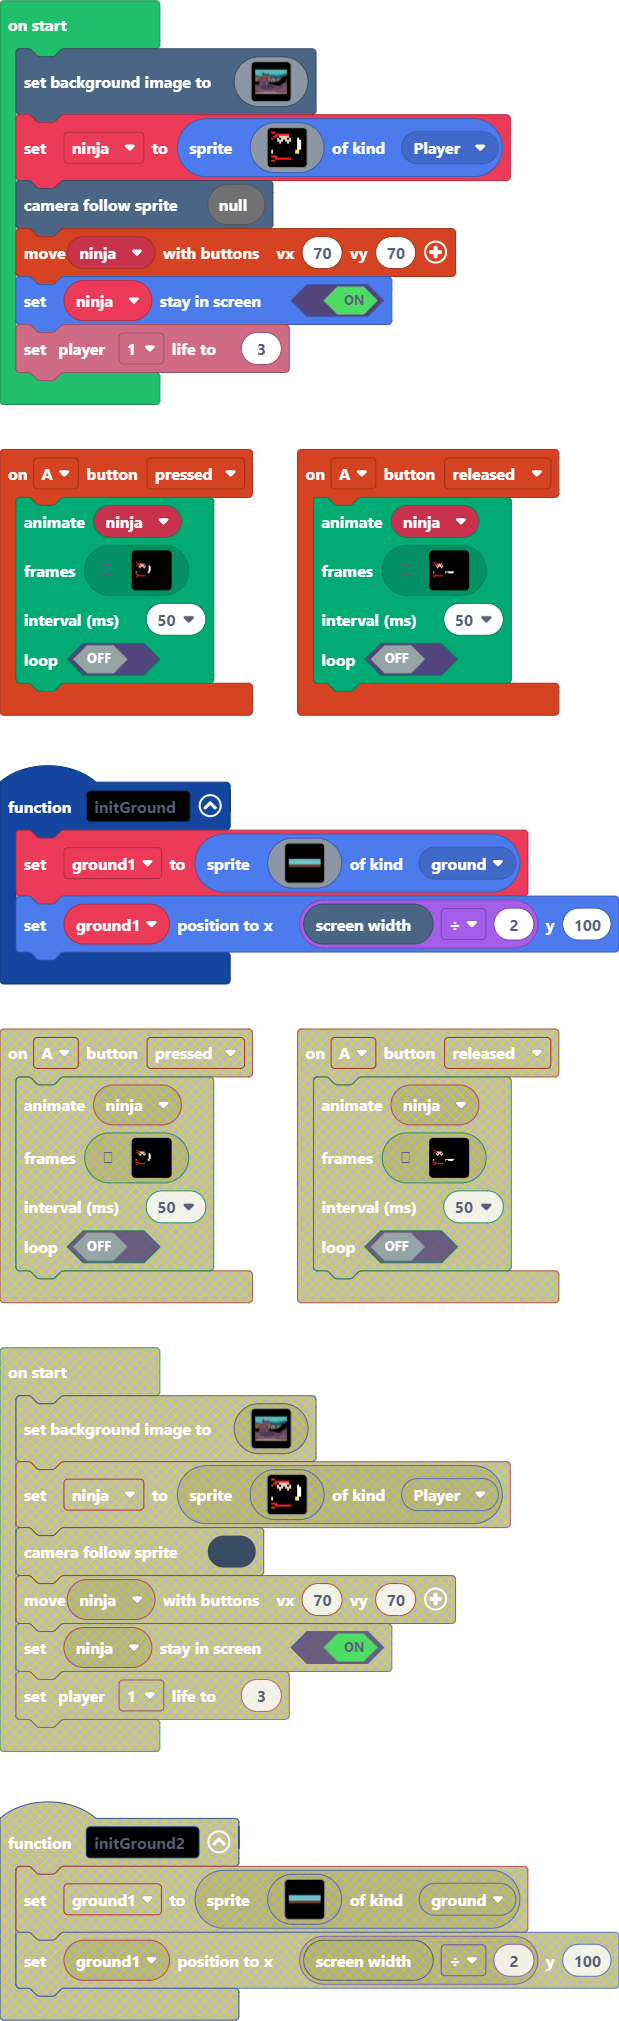 on start
set background image to
set ninja to sprite of kind Player
camera follow sprite null
move ninja with buttons vx 70 vy 70
set ninja stay in screen ON
set player 1 life to 3
on A button pressed
animate ninja
frames
interval (ms) 50
loop OFF
on A button released
animate ninja
frames
interval (ms) 50
loop OFF
function initGround
set ground1 to sprite of kind ground
set ground1 position to x screen width ÷ 2 y 100
on A button pressed
animate ninja
frames
interval (ms) 50
loop OFF
on A button released
animate ninja
frames
interval (ms) 50
loop OFF
on start
set background image to
set ninja to sprite of kind Player
camera follow sprite
move ninja with buttons vx 70 vy 70
set ninja stay in screen ON
set player 1 life to 3
function initGround2
set ground1 to sprite of kind ground
set ground1 position to x screen width ÷ 2 y 100